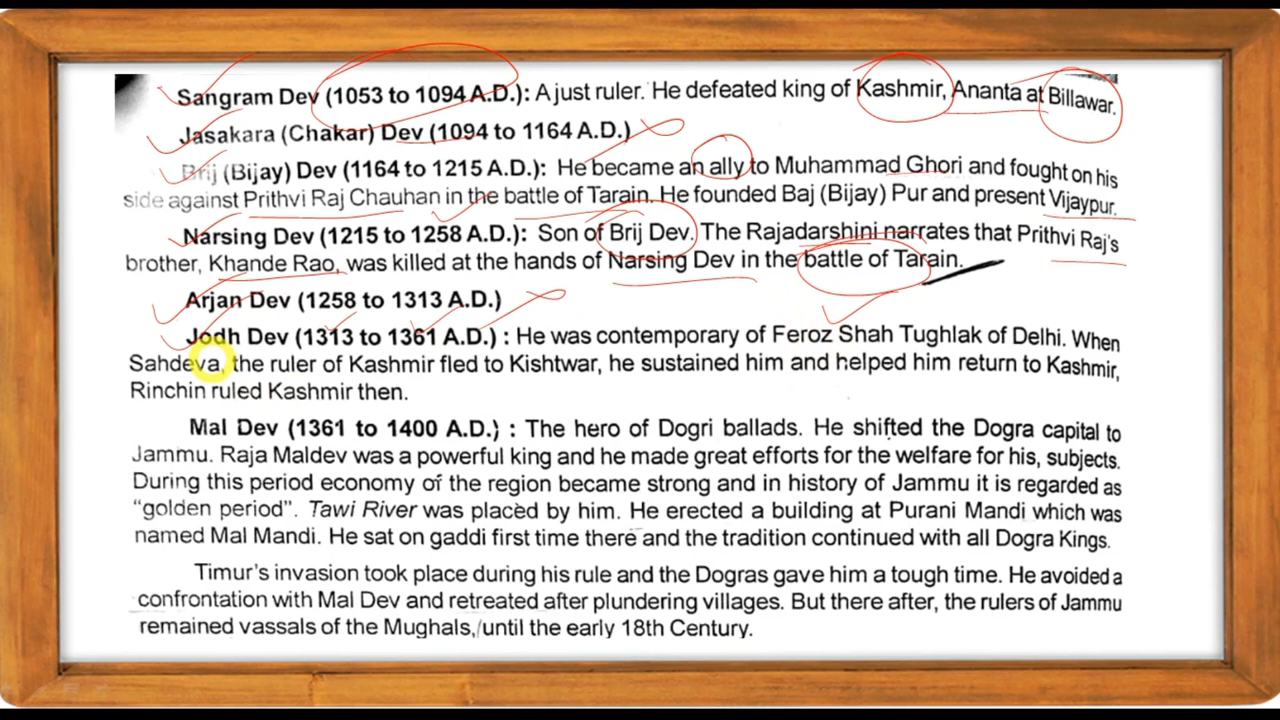 Sangram Dev (1053 to 1094 A.D.): A just ruler. He defeated king of Kashmir, Ananta at Billawar.
Jasakara (Chakar) Dev (1094 to 1164 A.D.)
Brij (Bijay) Dev (1164 to 1215 A.D.): He became an ally to Muhammad Ghori and fought on his
side against Prithvi Raj Chauhan in the battle of Tarain. He founded Baj (Bijay) Pur and present Vijaypur.
Narsing Dev (1215 to 1258 A.D.): Son of Brij Dev. The Rajadarshini narrates that Prithvi Raj's
brother, Khande Rao, was killed at the hands of Narsing Dev in the battle of Tarain.
Arjan Dev (1258 to 1313 A.D.)
Jodh Dev (1313 to 1361 A.D.) : He was contemporary of Feroz Shah Tughlak of Delhi. When
Sahdeva, the ruler of Kashmir fled to Kishtwar, he sustained him and helped him return to Kashmir,
Rinchin ruled Kashmir then.
Mal Dev (1361 to 1400 A.D.) : The hero of Dogri ballads. He shifted the Dogra capital to
Jammu. Raja Maldev was a powerful king and he made great efforts for the welfare for his, subjects.
During this period economy of the region became strong and in history of Jammu it is regarded as
"golden period". Tawi River was placed by him. He erected a building at Purani Mandi which was
named Mal Mandi. He sat on gaddi first time there and the tradition continued with all Dogra Kings.
Timur's invasion took place during his rule and the Dogras gave him a tough time. He avoided a
confrontation with Mal Dev and retreated after plundering villages. But there after, the rulers of Jammu
remained vassals of the Mughals, until the early 18th Century.